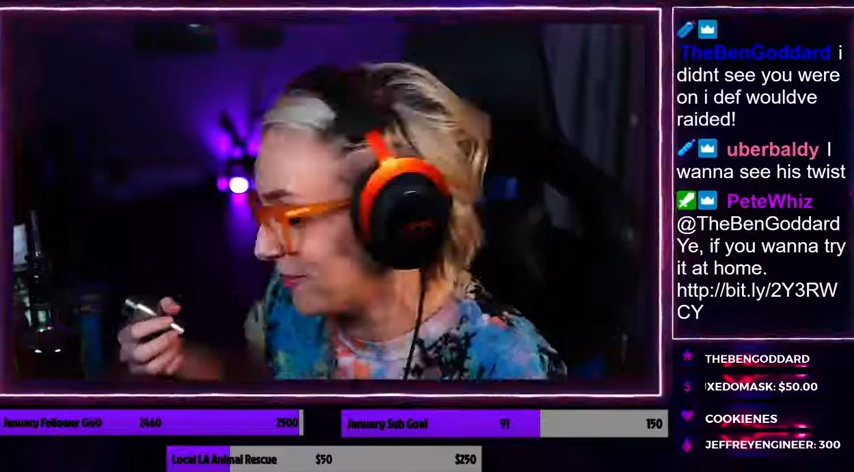 TheBenGoddard i
didnt see you were
on i def wouldve
raided!
uberbaldy I
wanna see his twist
PeteWhiz
@TheBenGoddard
Ye, if you wanna try
it at home.
http://bit.ly/2Y3RW
CY
THEBENGODDARD
XEDOMASK: $50.00
COOKIENES
JEFFREYENGINEER: 300
January Follower Goal 2460 2500
January Sub Goal 91 150
Local LA Animal Rescue $50 $250